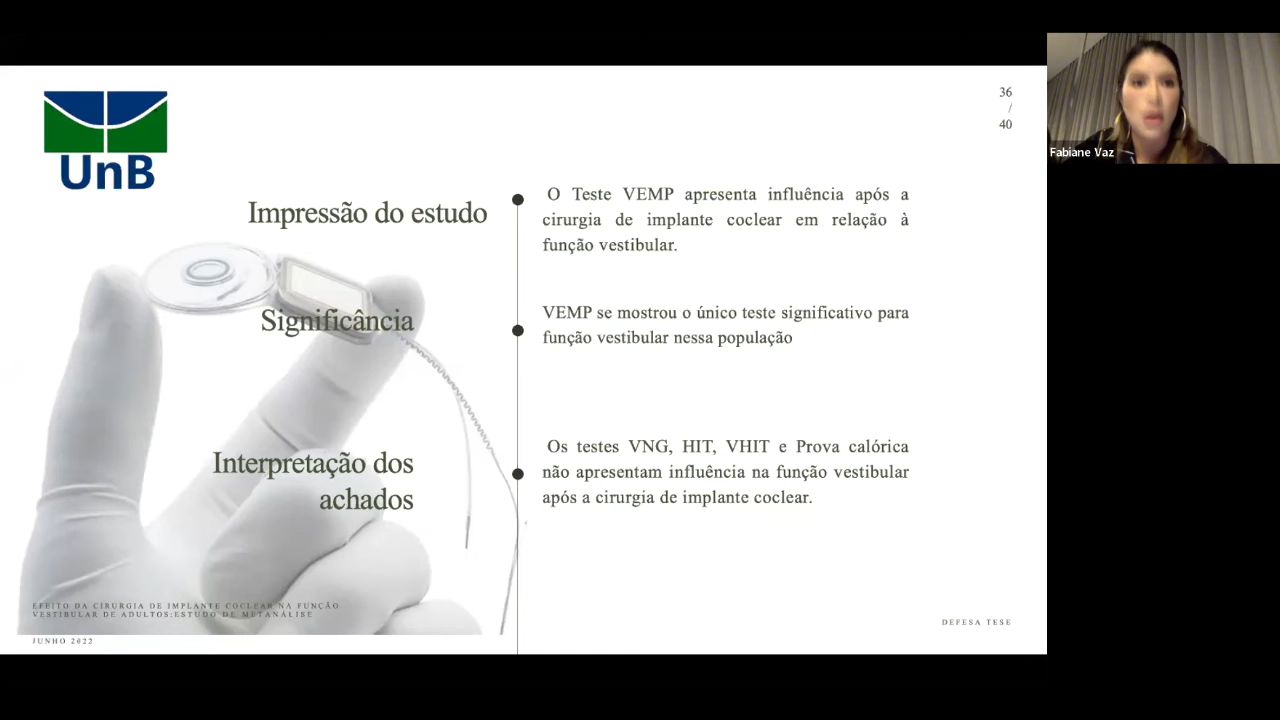 UnB
36
/
40
Fabiane Vaz
Impressão do estudo
O Teste VEMP apresenta influência após a
cirurgia de implante coclear em relação à
função vestibular.
Significância
VEMP se mostrou o único teste significativo para
função vestibular nessa população
Interpretação dos
achados
Os testes VNG, HIT, VHIT e Prova calórica
não apresentam influência na função vestibular
após a cirurgia de implante coclear.
EFEITO DA CIRURGIA DE IMPLANTE COCLEAR NA FUNÇÃO
VESTIBULAR DE ADULTOS:ESTUDO DE METANÁLISE
JUNHO 2022
DEFESA TESE